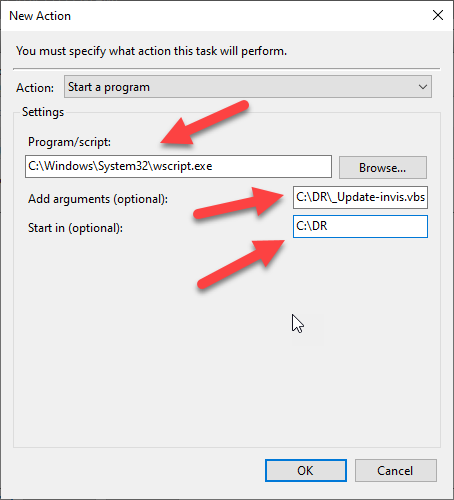 New Action
You must specify what action this task will perform.
Action: Start a program
Settings
Program/script:
C:\Windows\System32\wscript.exe Browse...
Add arguments (optional): C:\DR\_Update-invis.vbs
Start in (optional): C:\DR
OK Cancel